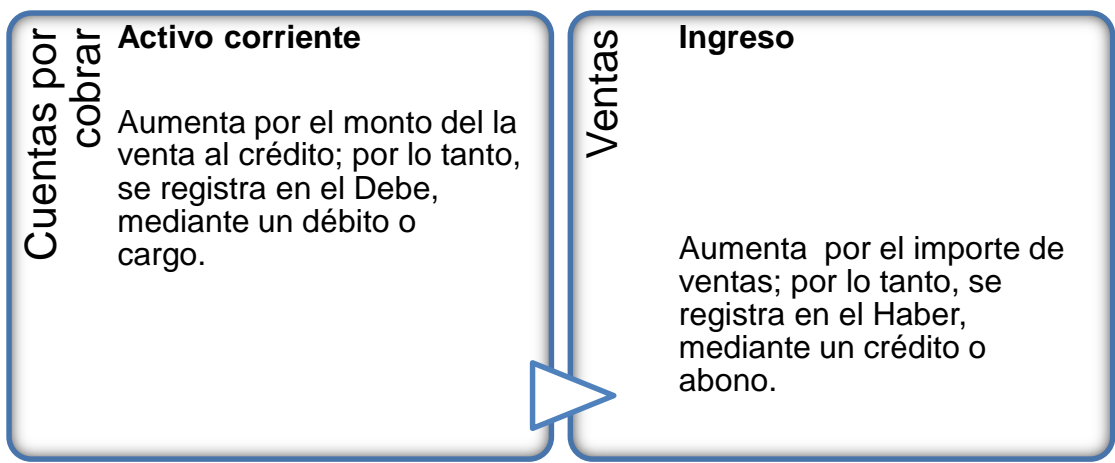 Cuentas por
cobrar
Activo corriente
Aumenta por el monto del la
venta al crédito; por lo tanto,
se registra en el Debe,
mediante un débito o
cargo.
Ventas
Ingreso
Aumenta  por el importe de
ventas; por lo tanto, se
registra en el Haber,
mediante un crédito o
abono.